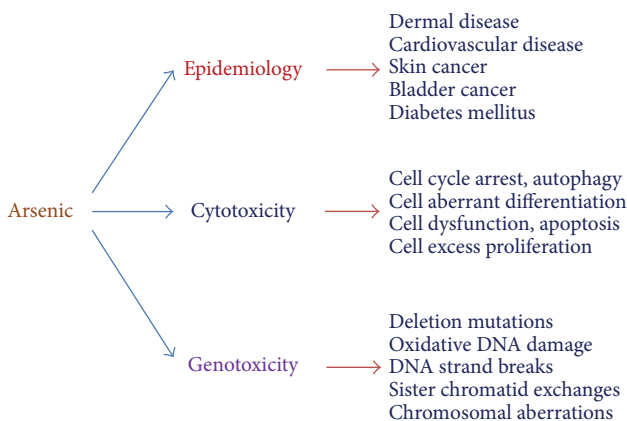 Dermal disease
Cardiovascular disease
Epidemiology
Skin cancer
Bladder cancer
Diabetes mellitus
Cell cycle arrest, autophagy
Cell aberrant differentiation
Arsenic
Cytotoxicity
Cell dysfunction, apoptosis
Cell excess proliferation
Deletion mutations
Oxidative DNA damage
Genotoxicity
DNA strand breaks
Sister chromatid exchanges
Chromosomal aberrations